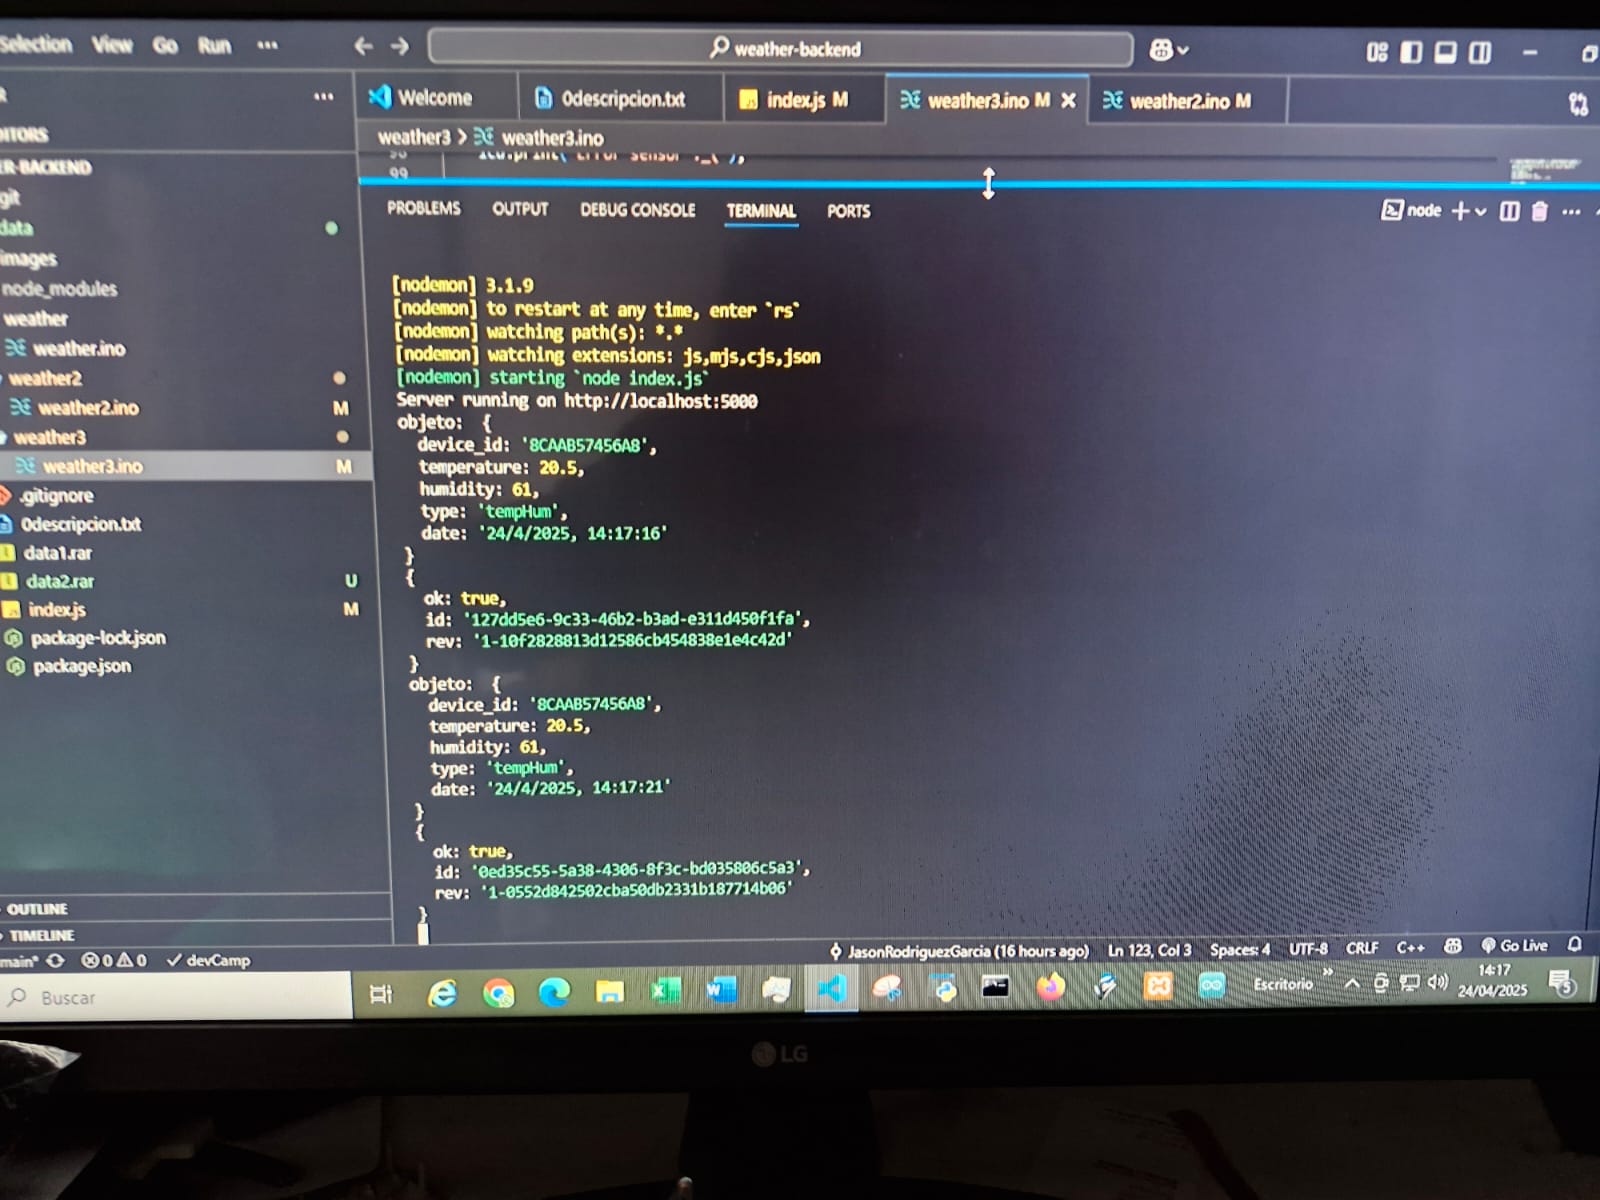 Selection View Go Run ...
weather-backend
Welcome
0descripcion.txt
index.js M
weather3.ino M
weather2.ino M
weather3 > weather3.ino
99
PROBLEMS OUTPUT DEBUG CONSOLE TERMINAL PORTS
node
[nodemon] 3.1.9
[nodemon] to restart at any time, enter `rs`
[nodemon] watching path(s): *.*
[nodemon] watching extensions: js,mjs,cjs,json
[nodemon] starting `node index.js`
Server running on http://localhost:5000
objeto: {
device_id: '8CAAB57456A8',
temperature: 20.5,
humidity: 61,
type: 'tempHum',
date: '24/4/2025, 14:17:16'
}
{
ok: true,
id: '127dd5e6-9c33-46b2-b3ad-e311d450f1fa',
rev: '1-10f2828813d12586cb454838e1e4c42d'
}
objeto: {
device_id: '8CAAB57456A8',
temperature: 20.5,
humidity: 61,
type: 'tempHum',
date: '24/4/2025, 14:17:21'
}
{
ok: true,
id: '0ed35c55-5a38-4306-8f3c-bd035806c5a3',
rev: '1-0552d842502cba50db2331b187714b06'
}
R
ITORS
R-BACKEND
git
data
images
node_modules
weather
weather.ino
weather2
weather2.ino M
weather3
weather3.ino M
.gitignore
0descripcion.txt
data1.rar
data2.rar U
index.js M
package-lock.json
package.json
OUTLINE
TIMELINE
main* 0 0 devCamp
JasonRodriguezGarcia (16 hours ago) Ln 123, Col 3 Spaces: 4 UTF-8 CRLF C++ Go Live
Buscar
Escritorio
14:17
24/04/2025
5
LG